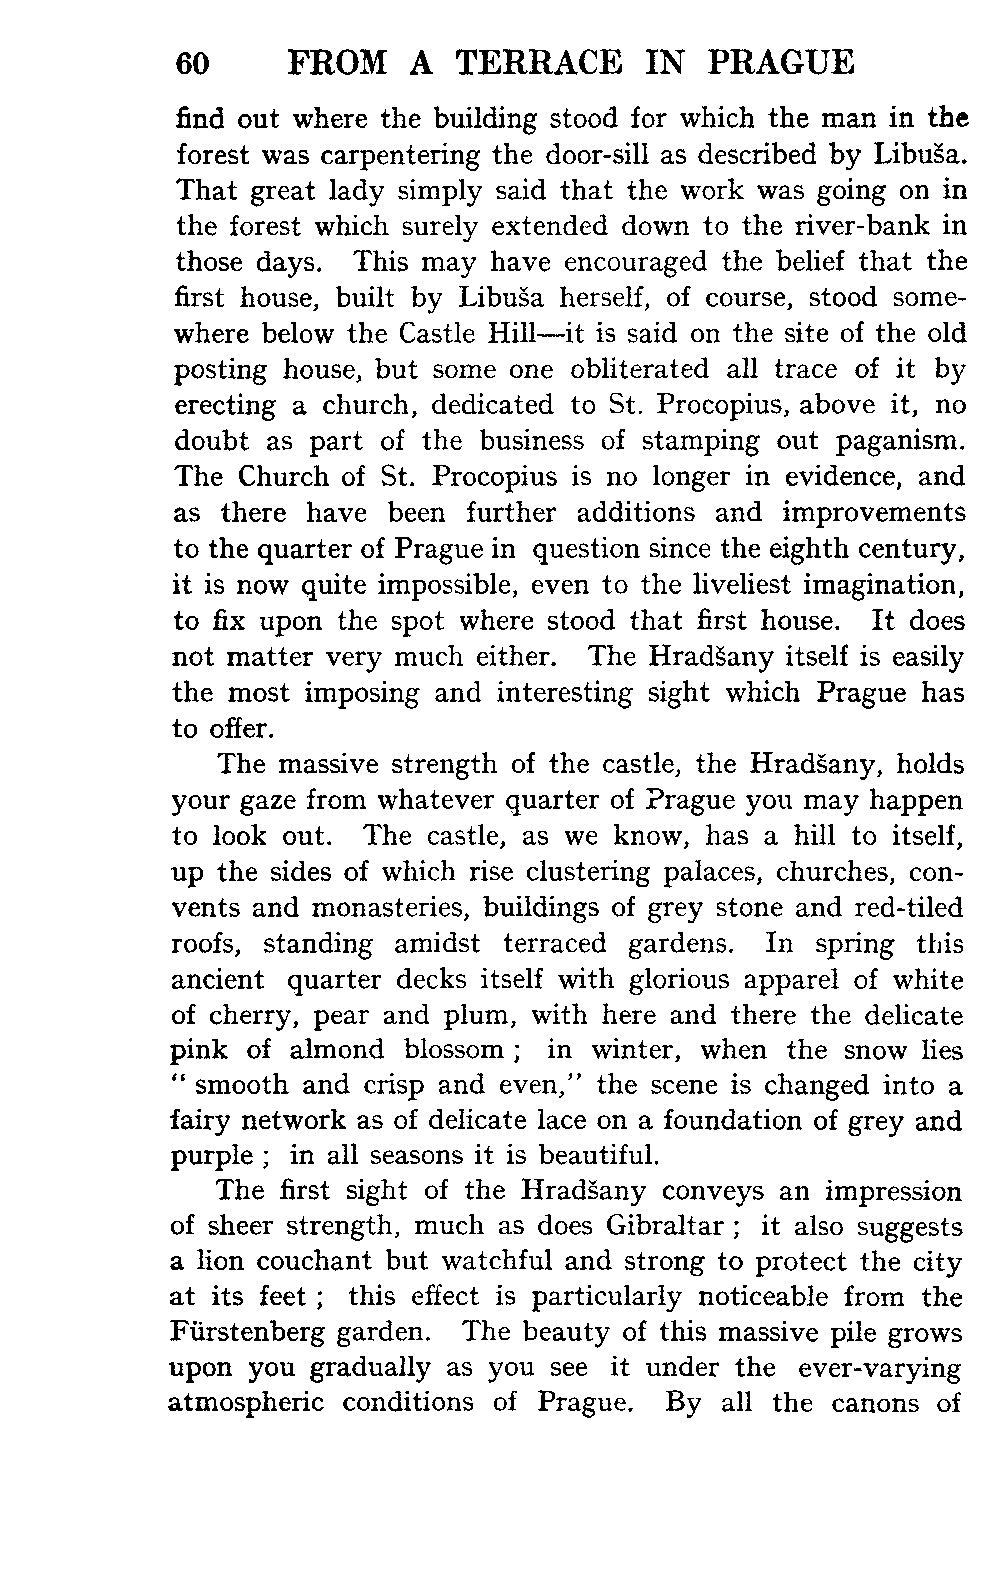 60 FROM A TERRACE IN PRAGUE
find out where the building stood for which the man in the
forest was carpentering the door-sill as described by Libuša.
That great lady simply said that the work was going on in
the forest which surely extended down to the river-bank in
those days. This may have encouraged the belief that the
first house, built by Libuša herself, of course, stood some-
where below the Castle Hill—it is said on the site of the old
posting house, but some one obliterated all trace of it by
erecting a church, dedicated to St. Procopius, above it, no
doubt as part of the business of stamping out paganism.
The Church of St. Procopius is no longer in evidence, and
as there have been further additions and improvements
to the quarter of Prague in question since the eighth century,
it is now quite impossible, even to the liveliest imagination,
to fix upon the spot where stood that first house. It does
not matter very much either. The Hradšany itself is easily
the most imposing and interesting sight which Prague has
to offer.
The massive strength of the castle, the Hradšany, holds
your gaze from whatever quarter of Prague you may happen
to look out. The castle, as we know, has a hill to itself,
up the sides of which rise clustering palaces, churches, con-
vents and monasteries, buildings of grey stone and red-tiled
roofs, standing amidst terraced gardens. In spring this
ancient quarter decks itself with glorious apparel of white
of cherry, pear and plum, with here and there the delicate
pink of almond blossom ; in winter, when the snow lies
“ smooth and crisp and even,” the scene is changed into a
fairy network as of delicate lace on a foundation of grey and
purple ; in all seasons it is beautiful.
The first sight of the Hradšany conveys an impression
of sheer strength, much as does Gibraltar ; it also suggests
a lion couchant but watchful and strong to protect the city
at its feet ; this effect is particularly noticeable from the
Fürstenberg garden. The beauty of this massive pile grows
upon you gradually as you see it under the ever-varying
atmospheric conditions of Prague. By all the canons of